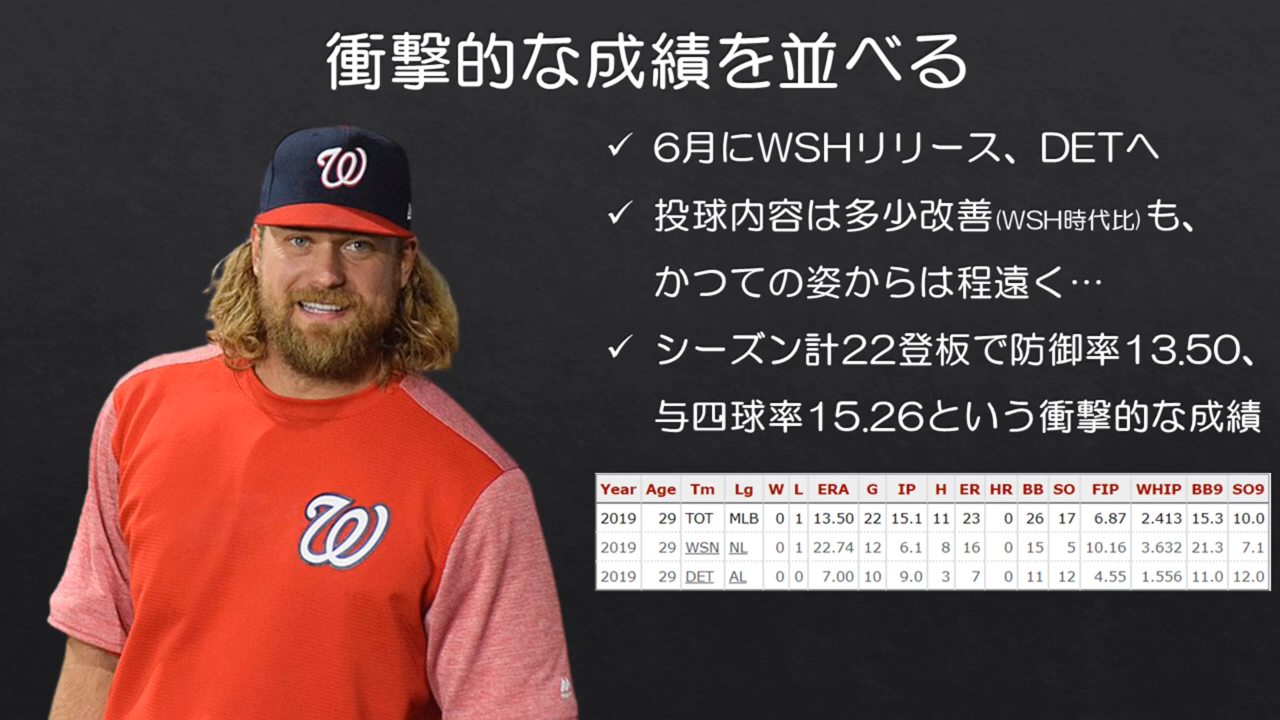 衝撃的な成績を並べる
✓ 6月にWSHリリース、DETへ
✓ 投球内容は多少改善(WSH時代比)も、
かつての姿からは程遠く…
✓ シーズン計22登板で防御率13.50、
与四球率15.26という衝撃的な成績
Year Age Tm Lg W L ERA G IP H ER HR BB SO FIP WHIP BB9 SO9
2019 29 TOT MLB 0 1 13.50 22 15.1 11 23 0 26 17 6.87 2.413 15.3 10.0
2019 29 WSN NL 0 1 22.74 12 6.1 8 16 0 15 5 10.16 3.632 21.3 7.1
2019 29 DET AL 0 0 7.00 10 9.0 3 7 0 11 12 4.55 1.556 11.0 12.0
W
W